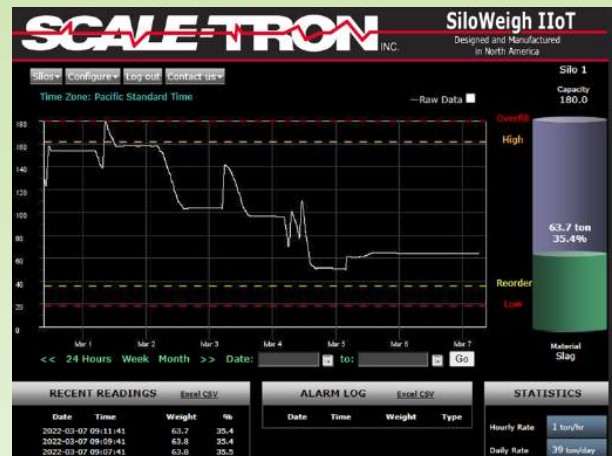 SCALE-TRON INC.
SiloWeigh IIoT
Designed and Manufactured
in North America
Silos Configure Log out Contact us
Time Zone: Pacific Standard Time
Raw Data
Silo 1
Capacity
180.0
180
160
140
120
100
80
60
40
20
0
Overfill
High
Reorder
Low
63.7 ton
35.4%
Mar 1 Mar 2 Mar 3 Mar 4 Mar 5 Mar 6 Mar 7
<< 24 Hours Week Month >> Date: to: Go
Material
Slag
RECENT READINGS Excel CSV
Date Time Weight %
2022-03-07 09:11:41 63.7 35.4
2022-03-07 09:09:41 63.8 35.4
2022-03-07 09:07:41 63.8 35.5
ALARM LOG Excel CSV
Date Time Weight Type
STATISTICS
Hourly Rate 1 ton/hr
Daily Rate 39 ton/day